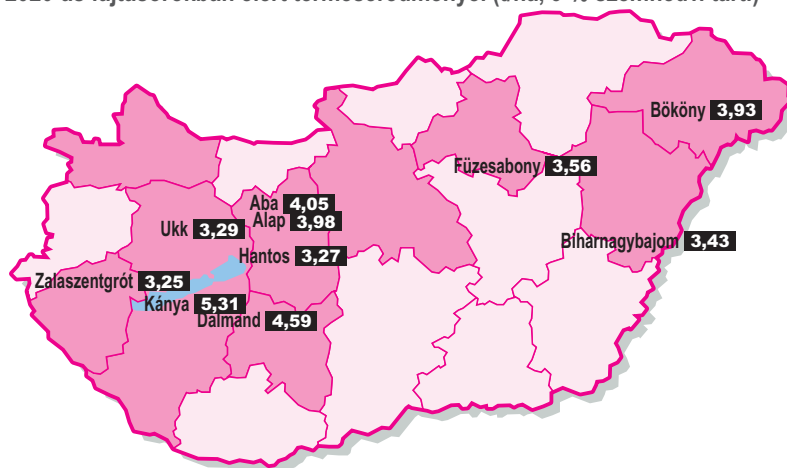 Bököny 3,93
Füzesabony 3,56
Aba 4,05
Alap 3,98
Ukk 3,29
Biharnagybajom 3,43
Hantos 3,27
Zalaszentgrót 3,25
Kánya 5,31
Dalmand 4,59